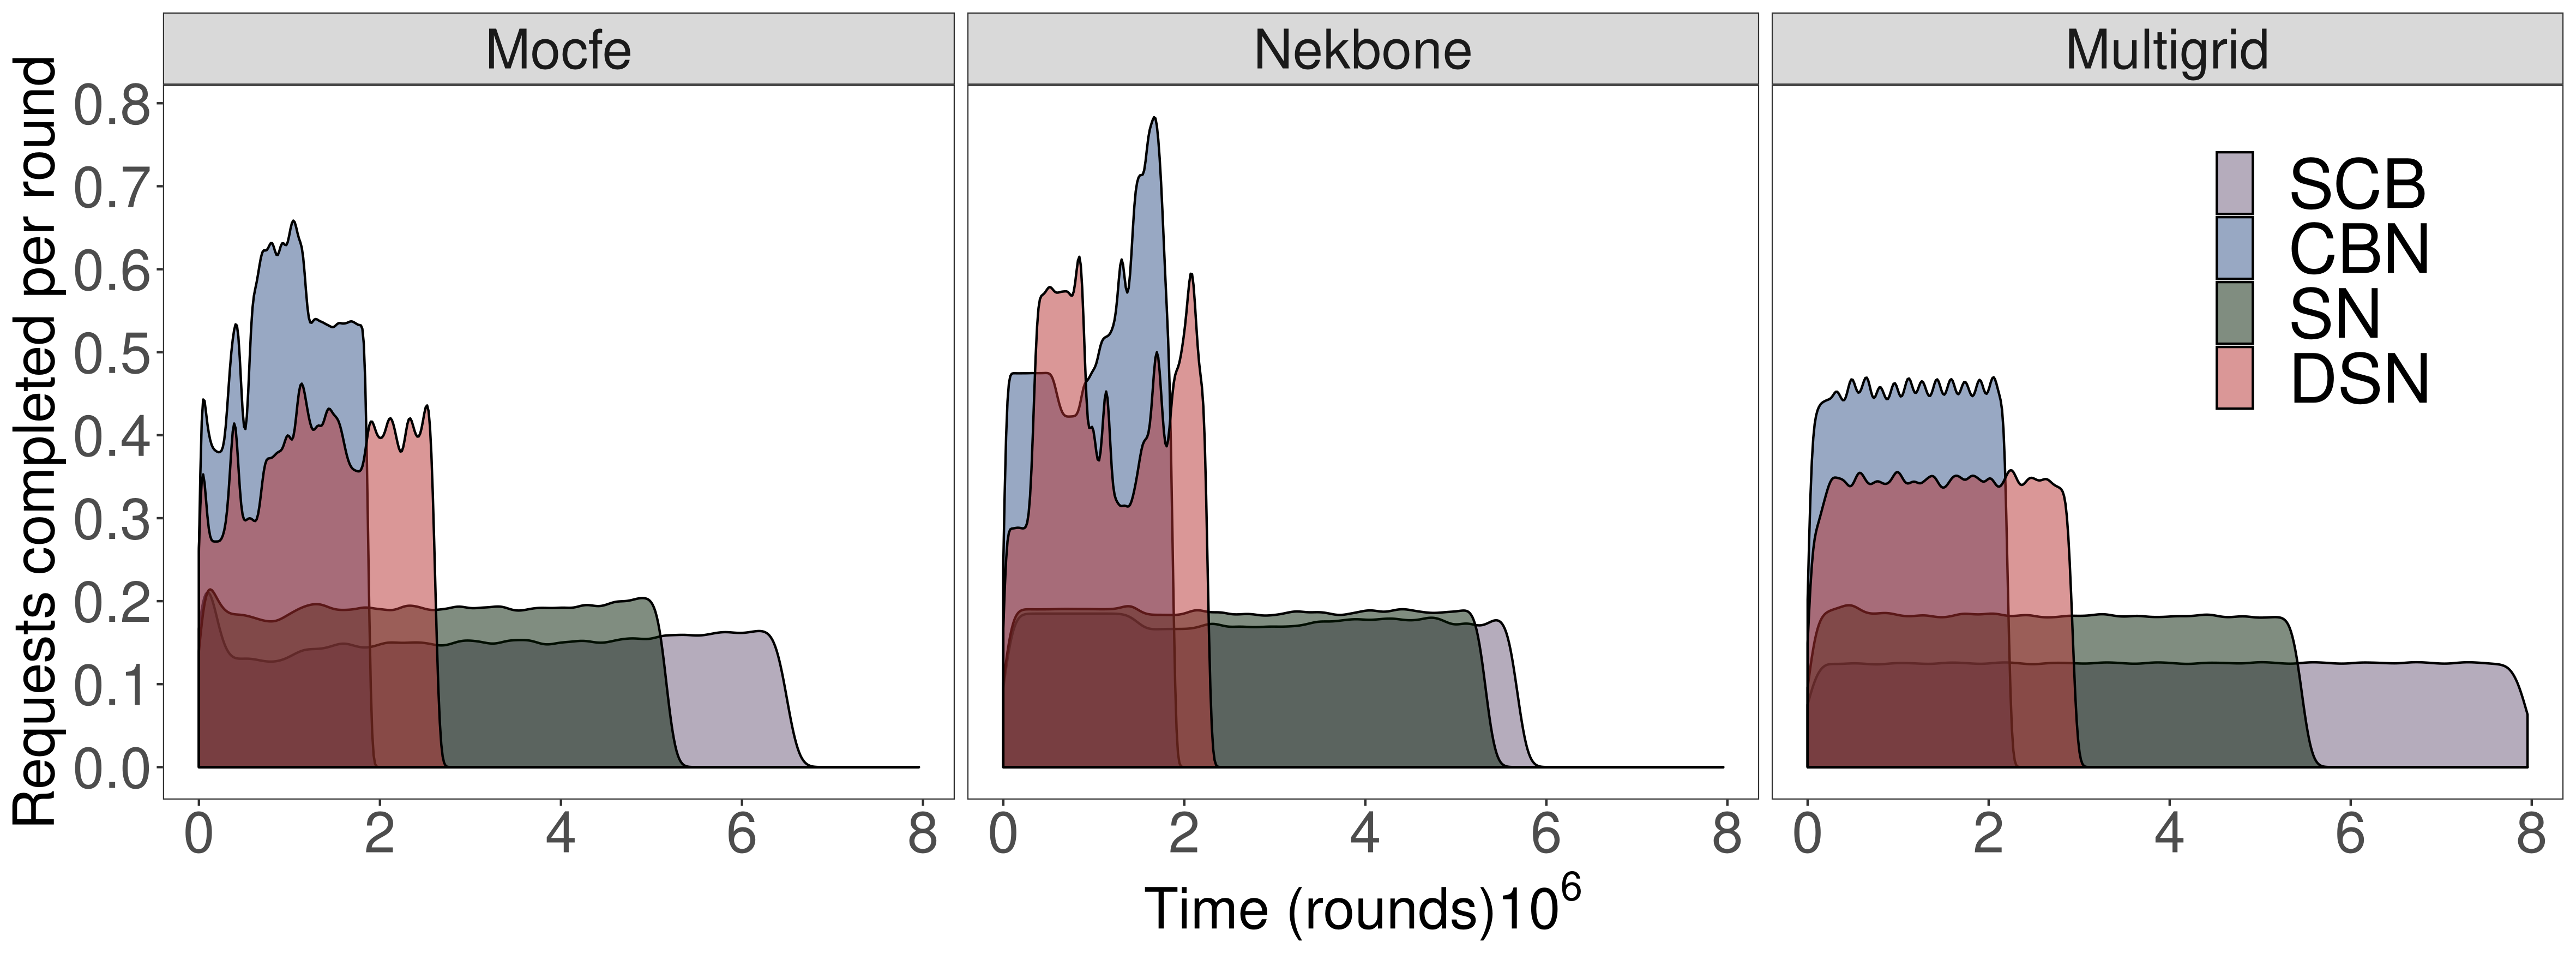 Mocfe
Nekbone
Multigrid
Requests completed per round
0.8
0.7
0.6
0.5
0.4
0.3
0.2
0.1
0.0
SCB
CBN
SN
DSN
0 2 4 6 8
0 2 4 6 8
0 2 4 6 8
Time (rounds)10⁶